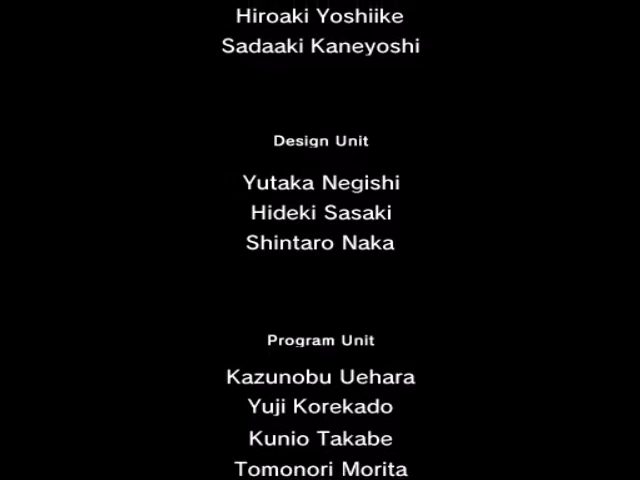 Hiroaki Yoshiike
Sadaaki Kaneyoshi
Design Unit
Yutaka Negishi
Hideki Sasaki
Shintaro Naka
Program Unit
Kazunobu Uehara
Yuji Korekado
Kunio Takabe
Tomonori Morita